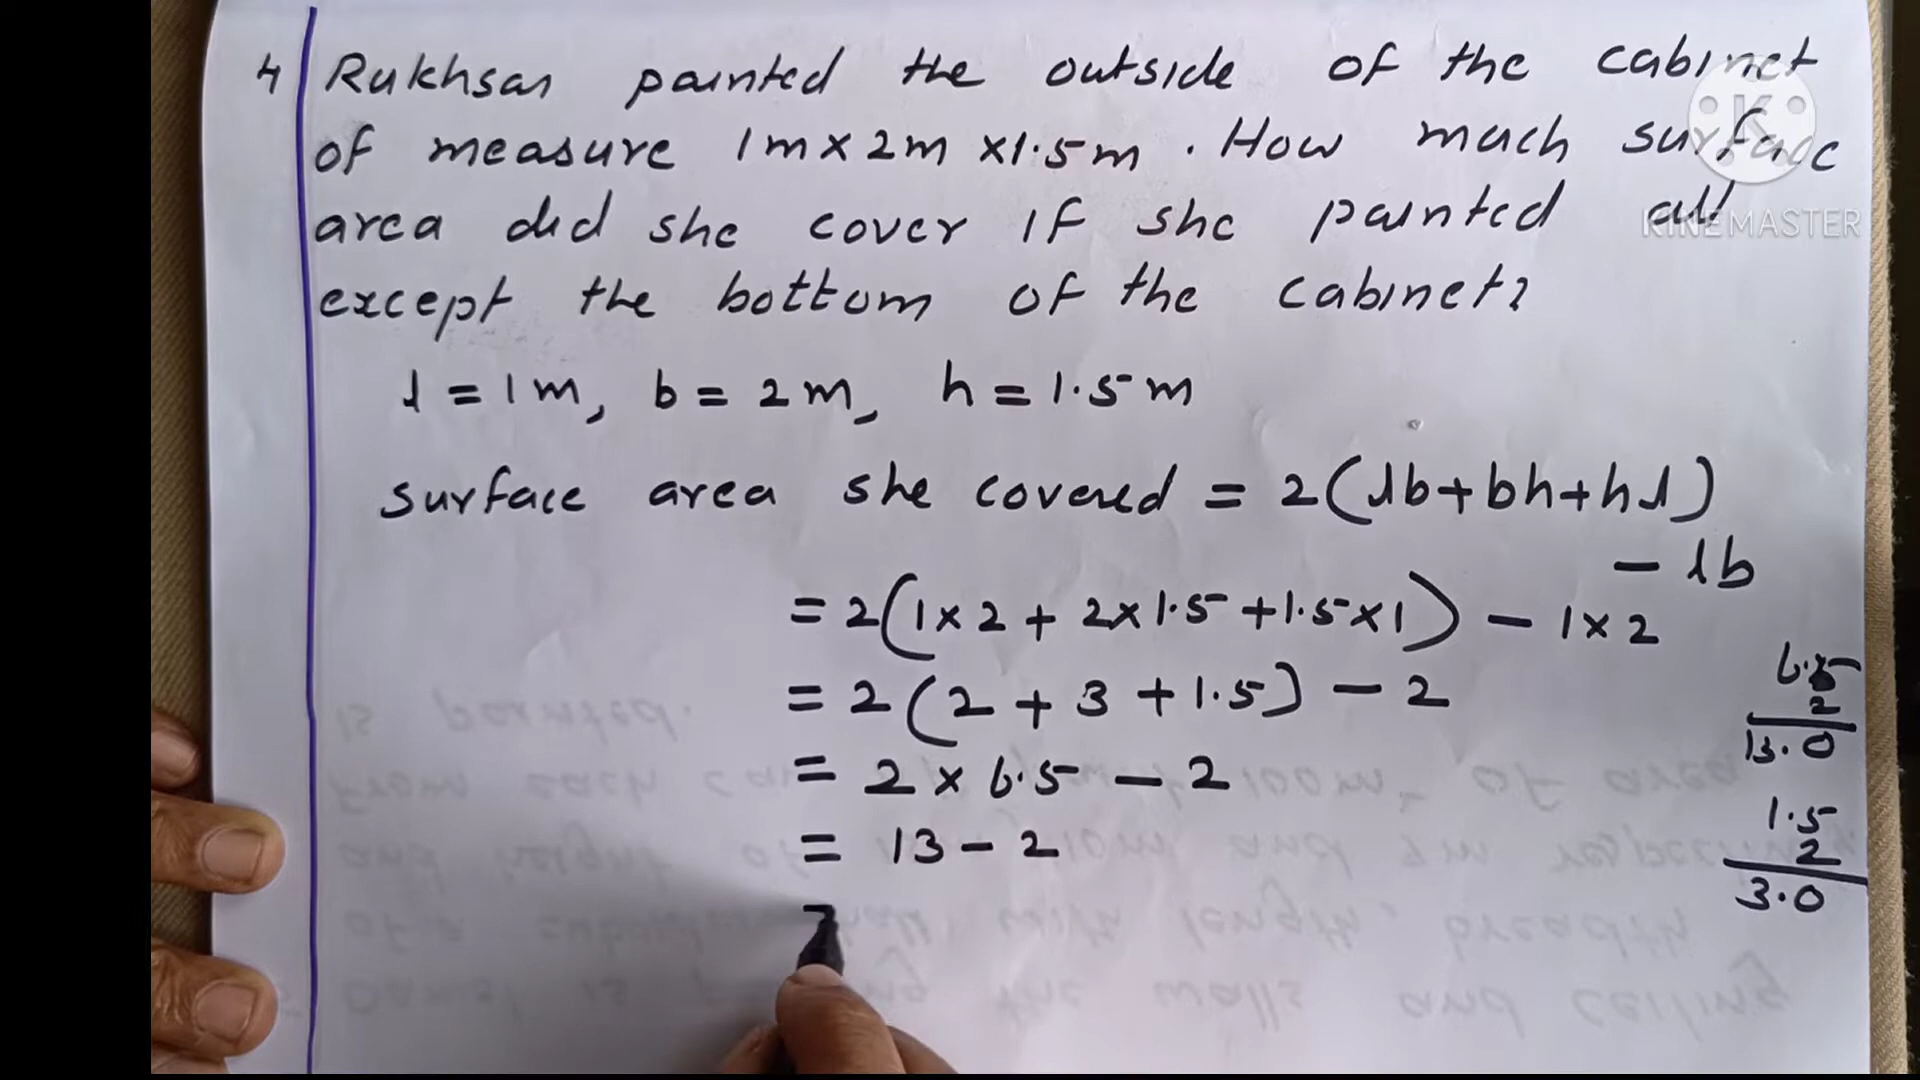 4 Rukhsar painted the outside of the cabinet
of measure 1m × 2m × 1.5m. How much surface
area did she cover if she painted all
KINEMASTER
except the bottom of the cabinet?
l = 1m, b = 2m, h = 1.5m
surface area she covered = 2(lb+bh+hl)
- lb
= 2(1×2 + 2×1.5 + 1.5×1) - 1×2
= 2(2 + 3 + 1.5) - 2
= 2 × 6.5 - 2
= 13 - 2
6.5
2
13.0
1.5
2
3.0